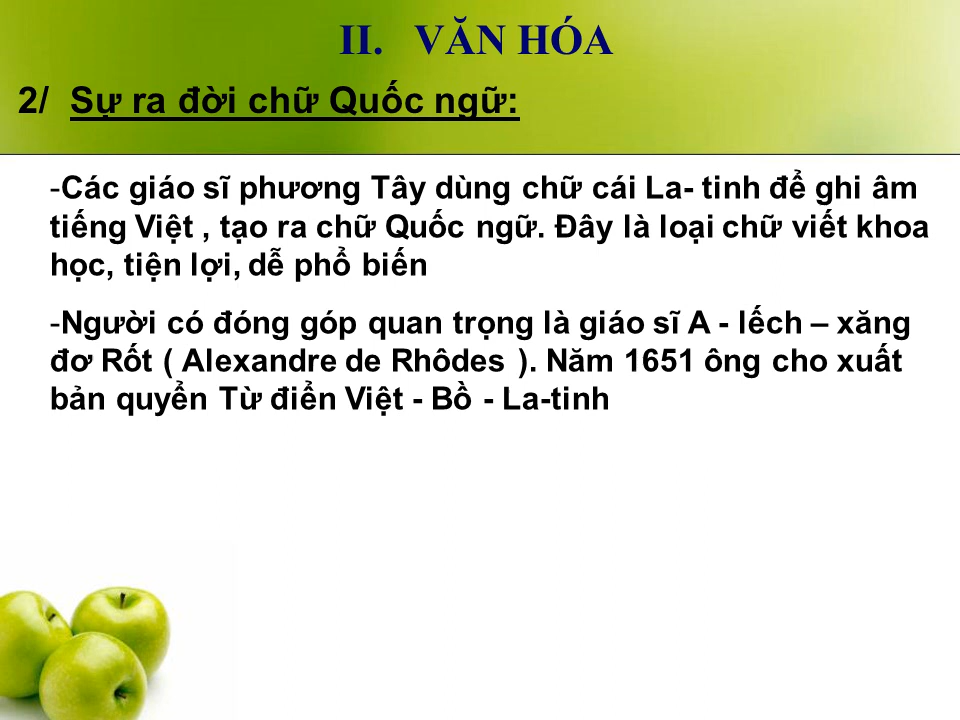 II. VĂN HÓA
2/ Sự ra đời chữ Quốc ngữ:
-Các giáo sĩ phương Tây dùng chữ cái La- tinh để ghi âm
tiếng Việt , tạo ra chữ Quốc ngữ. Đây là loại chữ viết khoa
học, tiện lợi, dễ phổ biến
-Người có đóng góp quan trọng là giáo sĩ A - lếch – xăng
đơ Rốt ( Alexandre de Rhôdes ). Năm 1651 ông cho xuất
bản quyển Từ điển Việt - Bồ - La-tinh